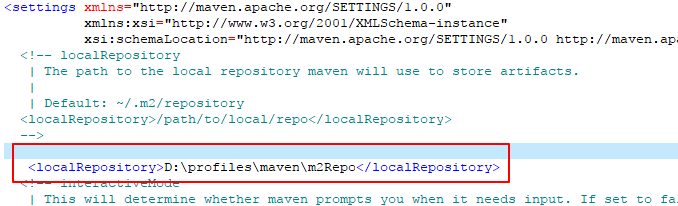 <settings xmlns="http://maven.apache.org/SETTINGS/1.0.0"
xmlns:xsi="http://www.w3.org/2001/XMLSchema-instance"
xsi:schemaLocation="http://maven.apache.org/SETTINGS/1.0.0 http://maven.apa
<!-- localRepository
| The path to the local repository maven will use to store artifacts.
|
| Default: ~/.m2/repository
<localRepository>/path/to/local/repo</localRepository>
-->
<localRepository>D:\profiles\maven\m2Repo</localRepository>
<!-- interactiveMode
| This will determine whether maven prompts you when it needs input. If set to fa